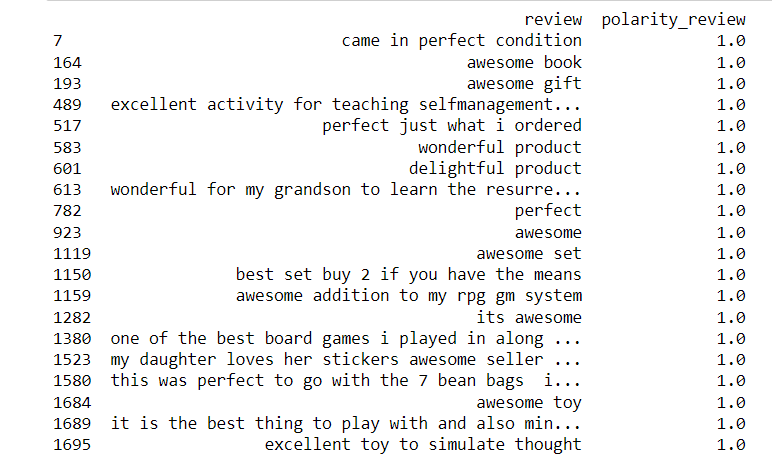 review polarity_review
7 came in perfect condition 1.0
164 awesome book 1.0
193 awesome gift 1.0
489 excellent activity for teaching selfmanagement... 1.0
517 perfect just what i ordered 1.0
583 wonderful product 1.0
601 delightful product 1.0
613 wonderful for my grandson to learn the resurre... 1.0
782 perfect 1.0
923 awesome 1.0
1119 awesome set 1.0
1150 best set buy 2 if you have the means 1.0
1159 awesome addition to my rpg gm system 1.0
1282 its awesome 1.0
1380 one of the best board games i played in along ... 1.0
1523 my daughter loves her stickers awesome seller ... 1.0
1580 this was perfect to go with the 7 bean bags  i... 1.0
1684 awesome toy 1.0
1689 it is the best thing to play with and also min... 1.0
1695 excellent toy to simulate thought 1.0